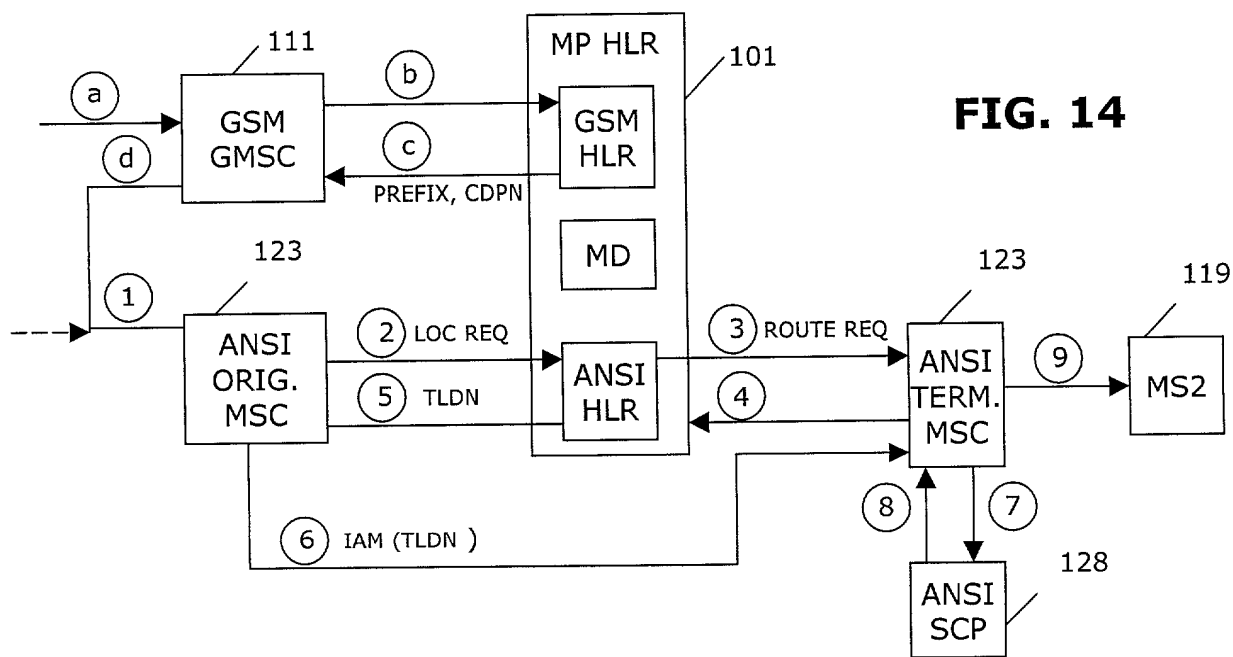 111
MP HLR
101
a
b
GSM
GMSC
GSM
HLR
FIG. 14
d
c
PREFIX, CDPN
MD
123
123
119
1
2 LOC REQ
3 ROUTE REQ
ANSI
ORIG.
MSC
5 TLDN
ANSI
HLR
4
ANSI
TERM.
MSC
9
MS2
8
7
6 IAM (TLDN )
128
ANSI
SCP